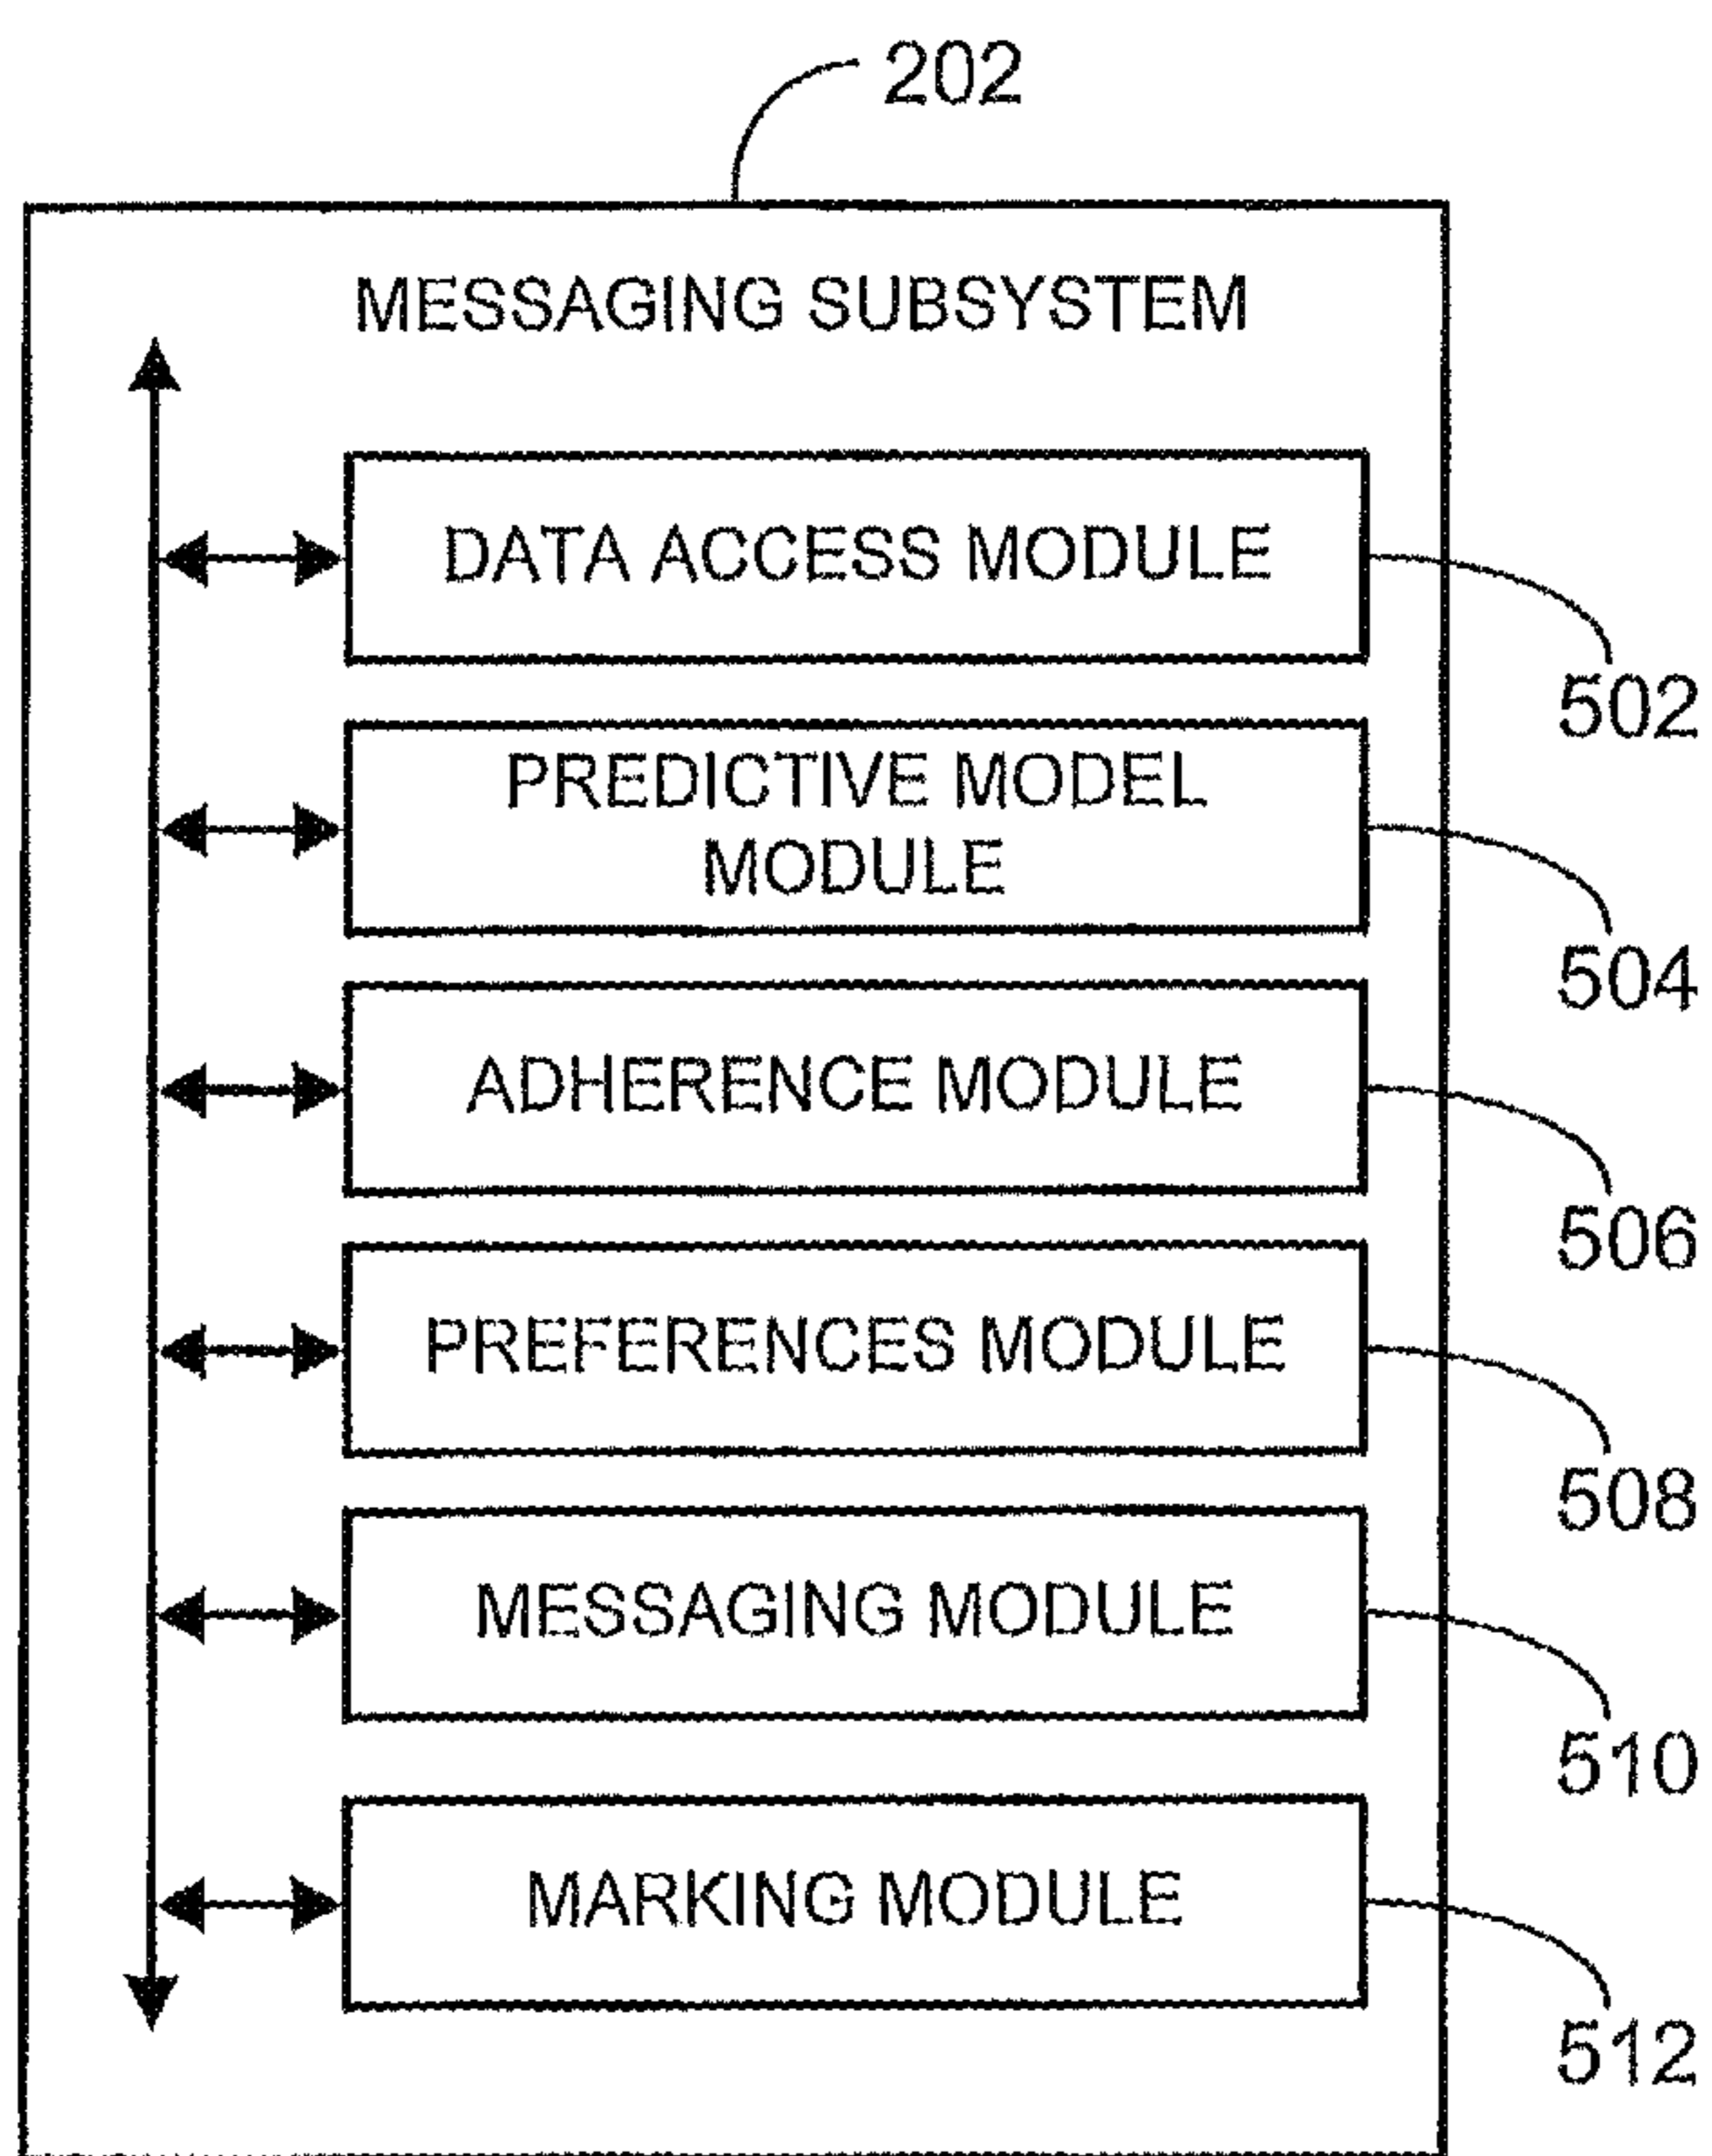 202
MESSAGING SUBSYSTEM
DATA ACCESS MODULE
502
PREDICTIVE MODEL
MODULE
504
ADHERENCE MODULE
506
PREFERENCES MODULE
508
MESSAGING MODULE
510
MARKING MODULE
512